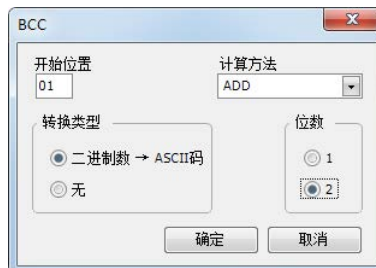 BCC
开始位置
计算方法
01
ADD
转换类型
位数
二进制数 → ASCII码
1
无
2
确定
取消